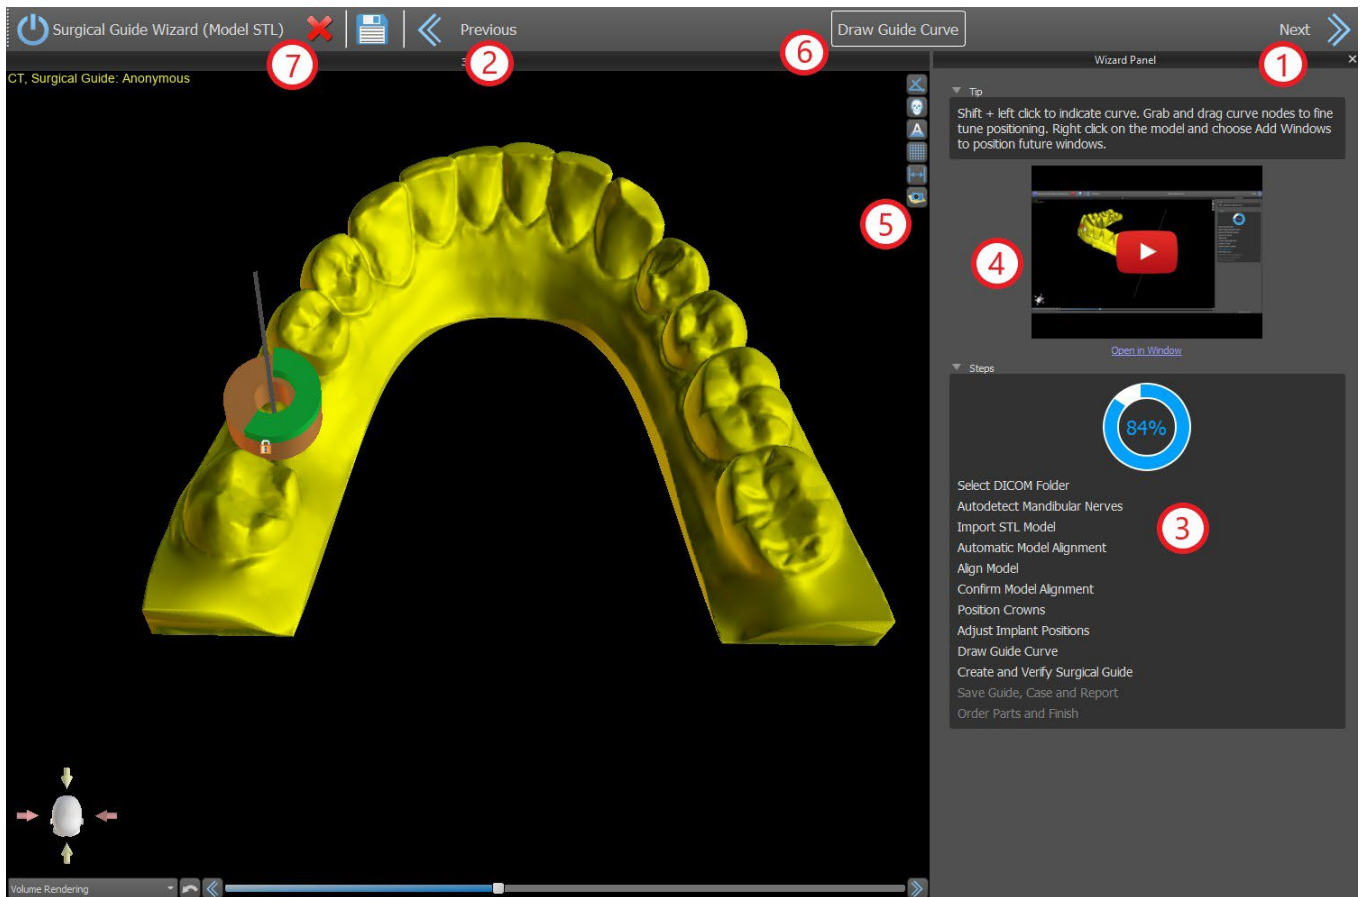 Surgical Guide Wizard (Model STL)
Previous
Draw Guide Curve
Next
7
2
6
1
3
Wizard Panel
CT, Surgical Guide: Anonymous
Tip
Shift + left click to indicate curve. Grab and drag curve nodes to fine
tune positioning. Right click on the model and choose Add Windows
to position future windows.
A
5
4
Open in Window
Steps
84%
Select DICOM Folder
Autodetect Mandibular Nerves
Import STL Model
3
Automatic Model Alignment
Align Model
Confirm Model Alignment
Position Crowns
Adjust Implant Positions
Draw Guide Curve
Create and Verify Surgical Guide
Save Guide, Case and Report
Order Parts and Finish
Volume Rendering